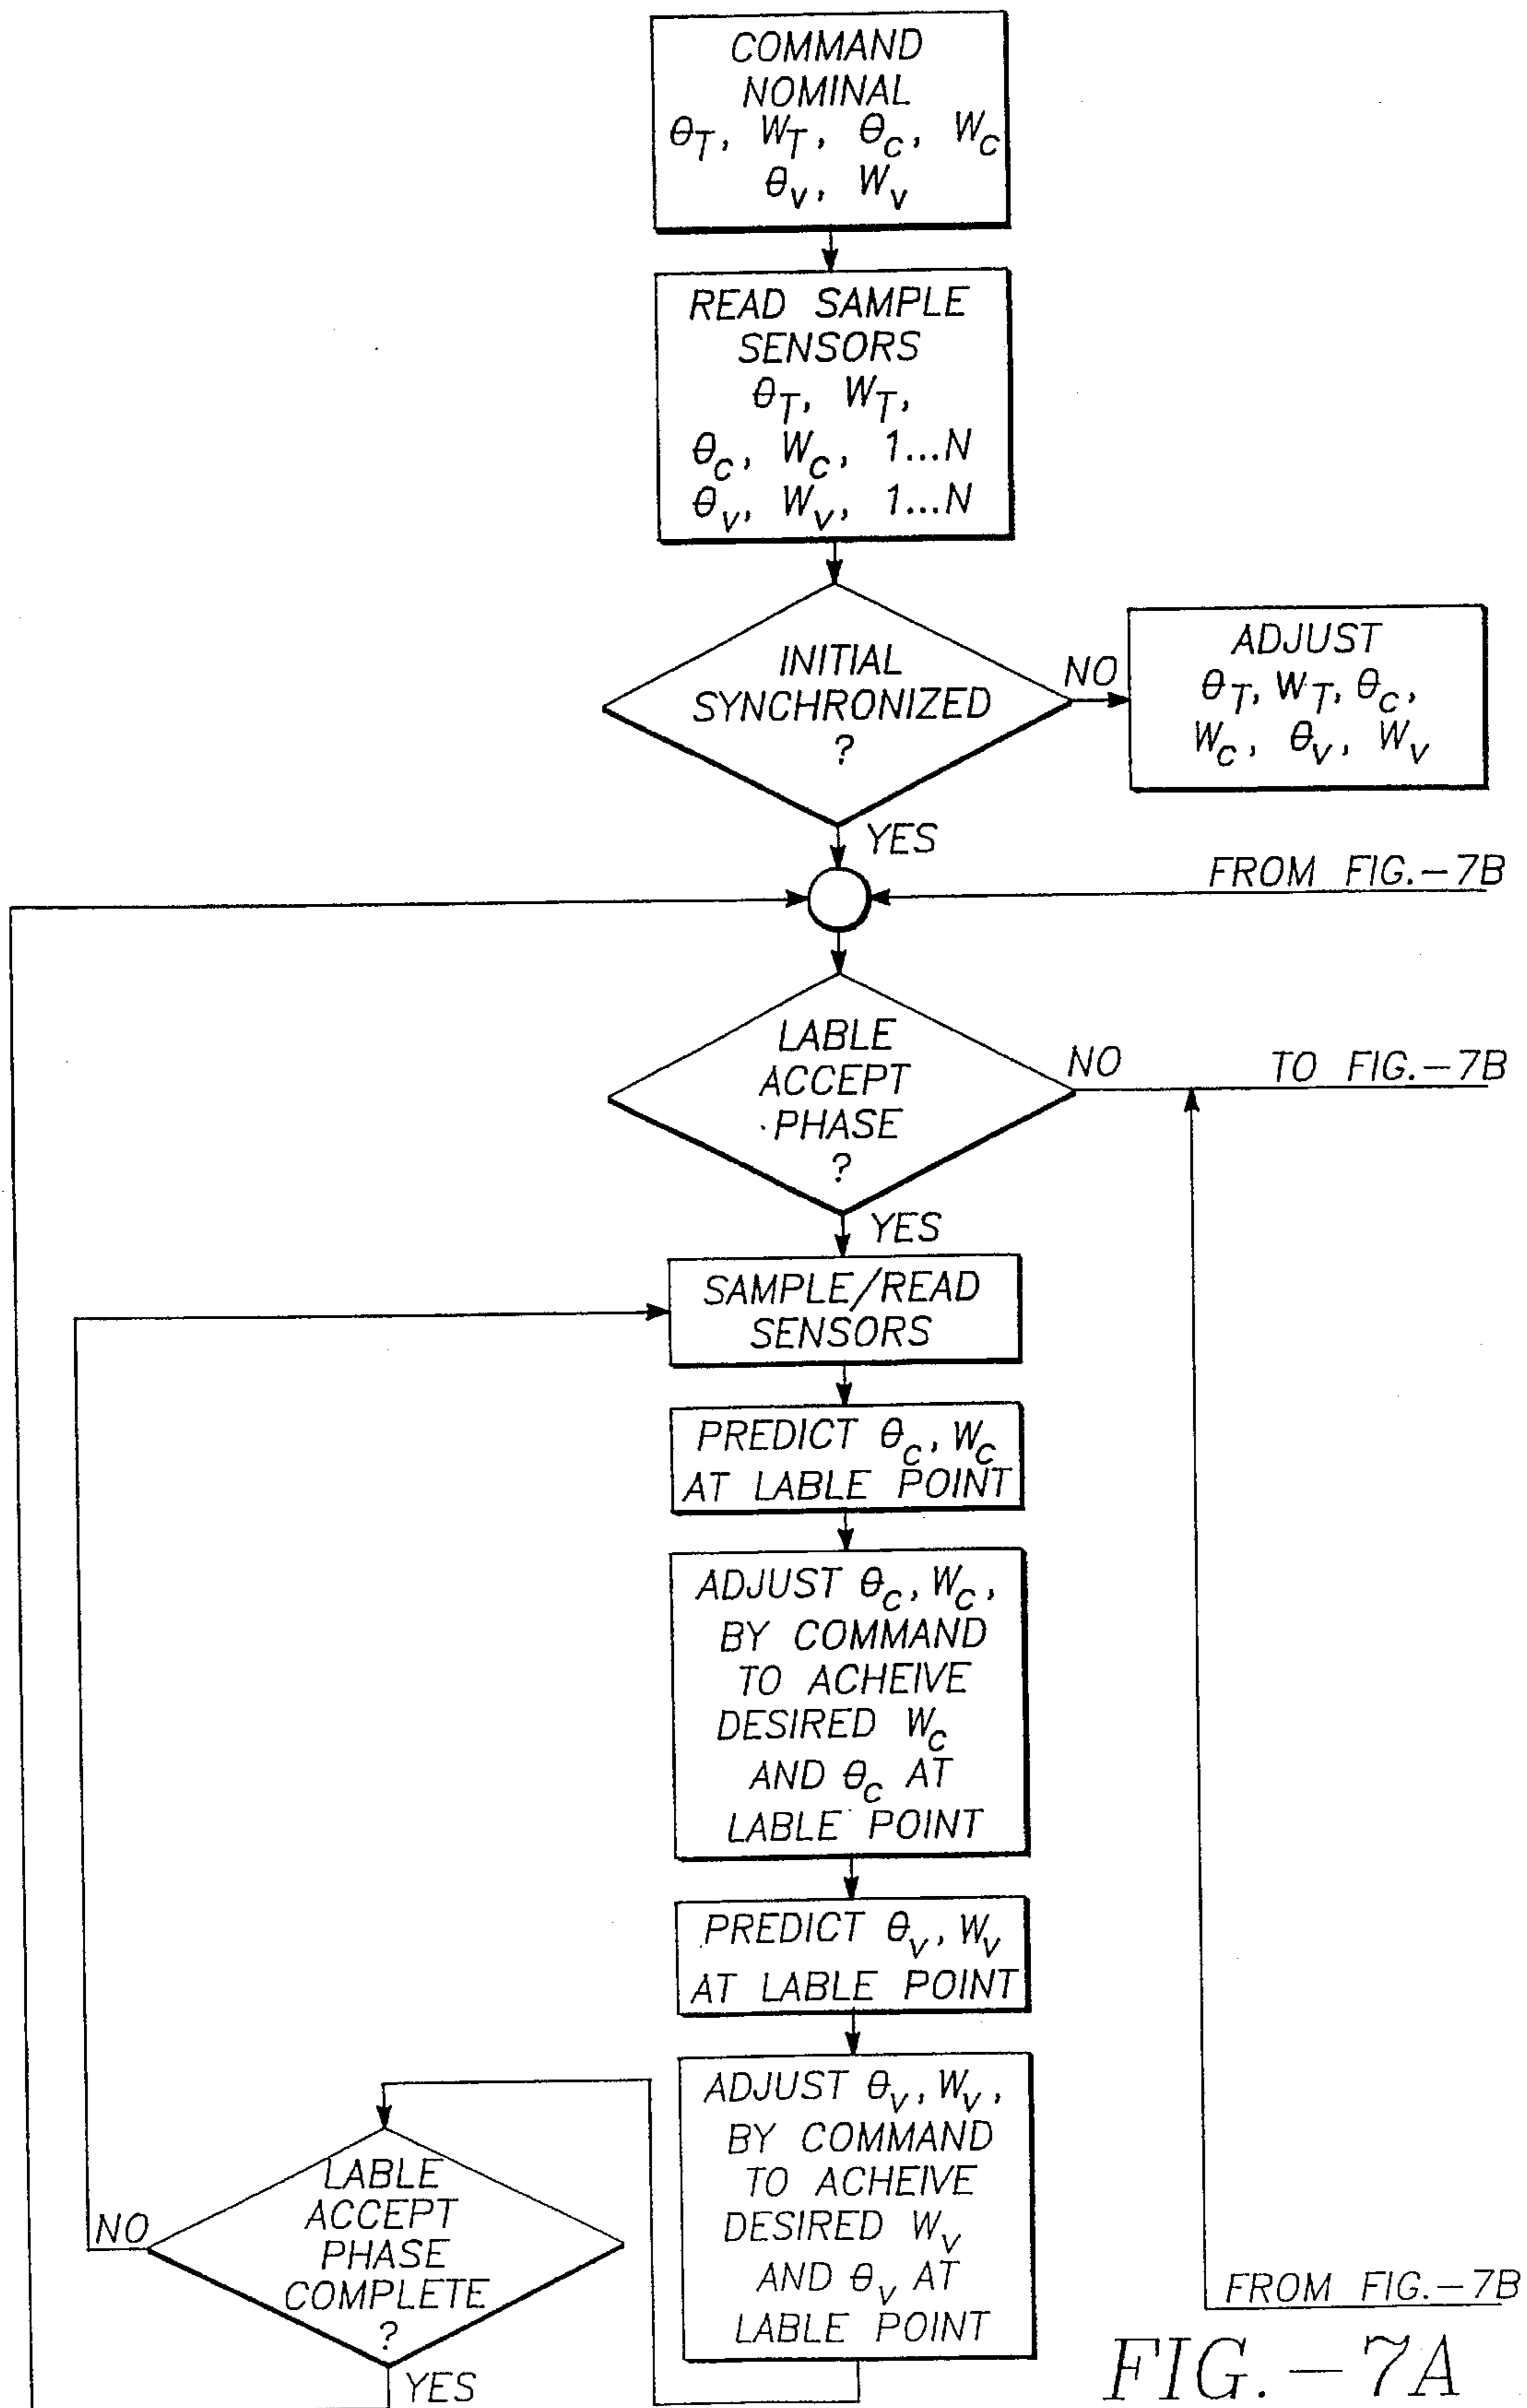 COMMAND
NOMINAL
θT, WT, θC, WC
θV, WV
READ SAMPLE
SENSORS
θT, WT,
θC, WC, 1...N
θV, WV, 1...N
INITIAL
SYNCHRONIZED
?
NO
ADJUST
θT, WT, θC,
WC, θV, WV
YES
FROM FIG.-7B
LABLE
ACCEPT
PHASE
?
NO
TO FIG.-7B
YES
SAMPLE/READ
SENSORS
PREDICT θC, WC
AT LABLE POINT
ADJUST θC, WC,
BY COMMAND
TO ACHEIVE
DESIRED WC
AND θC AT
LABLE POINT
PREDICT θV, WV
AT LABLE POINT
ADJUST θV, WV,
BY COMMAND
TO ACHEIVE
DESIRED WV
AND θV AT
LABLE POINT
LABLE
ACCEPT
PHASE
COMPLETE
?
NO
YES
FROM FIG.-7B
FIG.-7A